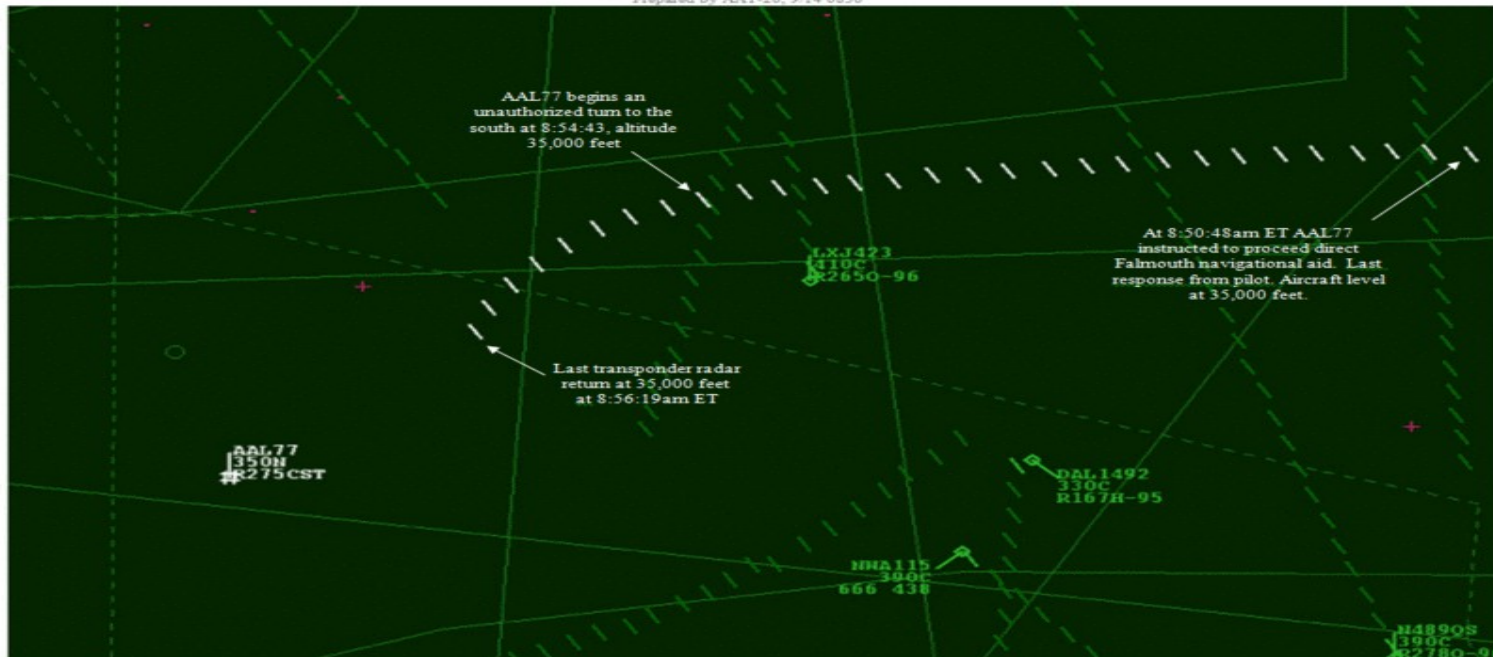 AAL77 begins an
unauthorized turn to the
south at 8:54:43, altitude
35,000 feet
At 8:50:48am ET AAL77
instructed to proceed direct
Falmouth navigational aid. Last
response from pilot. Aircraft level
at 35,000 feet.
LXJ423
410C
R265O-96
Last transponder radar
return at 35,000 feet
at 8:56:19am ET
AAL77
350N
R275CST
DAL1492
330C
R167H-95
NWA115
390C
666 438
N489QS
390C